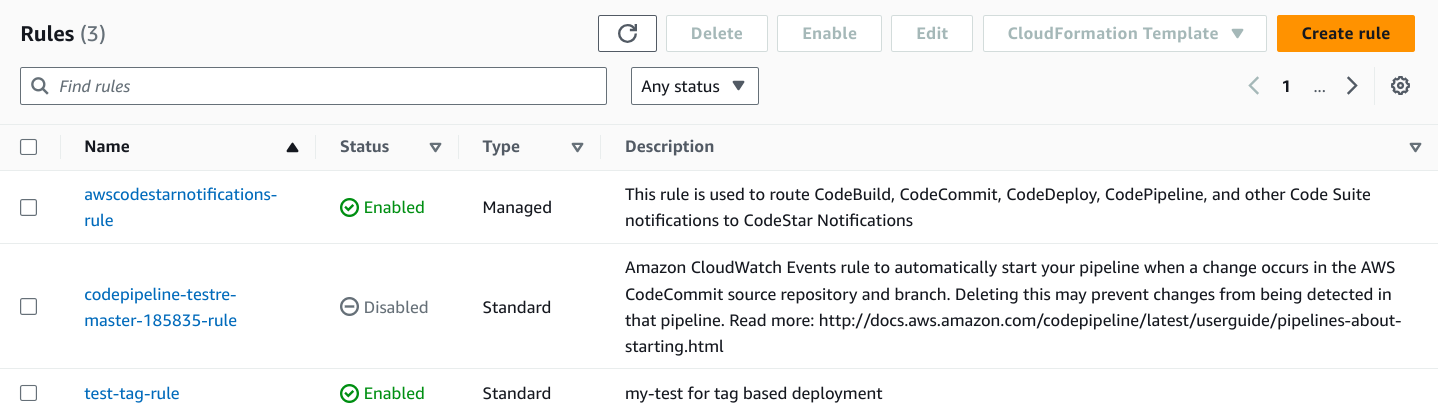 Rules (3)
Delete
Enable
Edit
CloudFormation Template
Create rule
Find rules
Any status
1
...
Name
Status
Type
Description
awscodestarnotifications-
rule
Enabled
Managed
This rule is used to route CodeBuild, CodeCommit, CodeDeploy, CodePipeline, and other Code Suite
notifications to CodeStar Notifications
codepipeline-testre-
master-185835-rule
Disabled
Standard
Amazon CloudWatch Events rule to automatically start your pipeline when a change occurs in the AWS
CodeCommit source repository and branch. Deleting this may prevent changes from being detected in
that pipeline. Read more: http://docs.aws.amazon.com/codepipeline/latest/userguide/pipelines-about-
starting.html
test-tag-rule
Enabled
Standard
my-test for tag based deployment